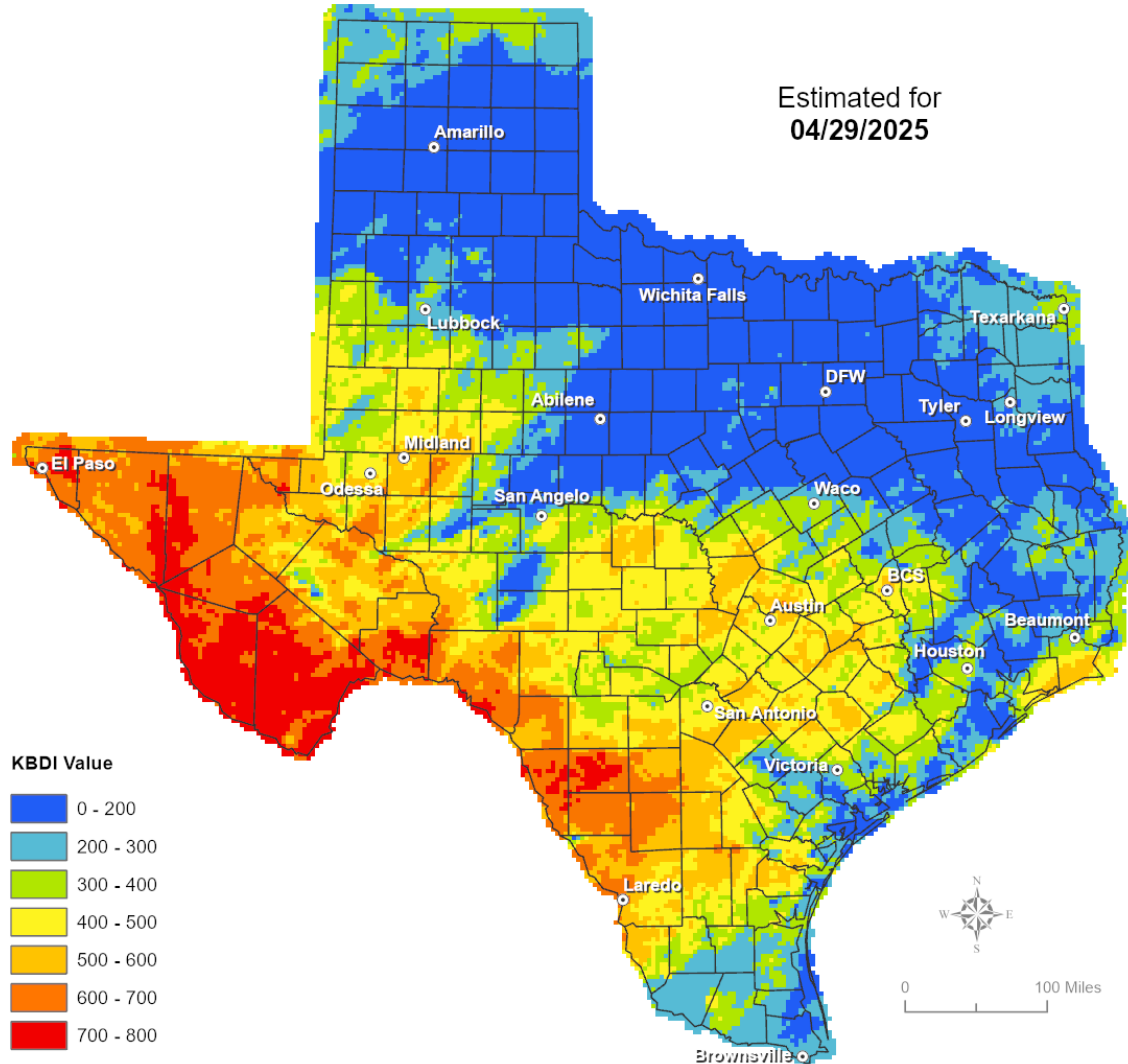 Estimated for
04/29/2025
Amarillo
Wichita Falls
Lubbock
Texarkana
DFW
Abilene
Tyler
Longview
Midland
El Paso
Odessa
San Angelo
Waco
BCS
Austin
Beaumont
Houston
San Antonio
Victoria
Laredo
Brownsville
KBDI Value
0 - 200
200 - 300
300 - 400
400 - 500
500 - 600
600 - 700
700 - 800
N
W E
S
0 100 Miles